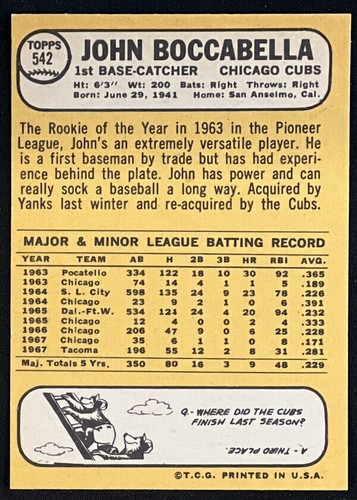 TOPPS
542
JOHN BOCCABELLA
1st BASE-CATCHER CHICAGO CUBS
Ht: 6'3" Wt: 200 Bats: Right Throws: Right
Born: June 29, 1941 Home: San Anselmo, Cal.
The Rookie of the Year in 1963 in the Pioneer
League, John's an extremely versatile player. He
is a first baseman by trade but has had experi-
ence behind the plate. John has power and can
really sock a baseball a long way. Acquired by
Yanks last winter and re-acquired by the Cubs.
MAJOR & MINOR LEAGUE BATTING RECORD
YEAR TEAM AB H 2B 3B HR RBI AVG.
1963 Pocatello 334 122 18 10 30 92 .365
1963 Chicago 74 14 4 1 1 5 .189
1964 S. L. City 598 135 24 9 23 78 .226
1964 Chicago 23 9 2 1 0 6 .391
1965 Dal.-Ft.W. 534 124 24 4 20 94 .232
1965 Chicago 12 4 0 0 2 4 .333
1966 Chicago 206 47 9 0 6 25 .228
1967 Chicago 35 6 1 1 0 8 .171
1967 Tacoma 196 55 12 2 8 31 .281
Maj. Totals 5 Yrs. 350 80 16 3 9 48 .229
Q.- WHERE DID THE CUBS
FINISH LAST SEASON?
A.- THIRD PLACE.
©T.C.G. PRINTED IN U.S.A.